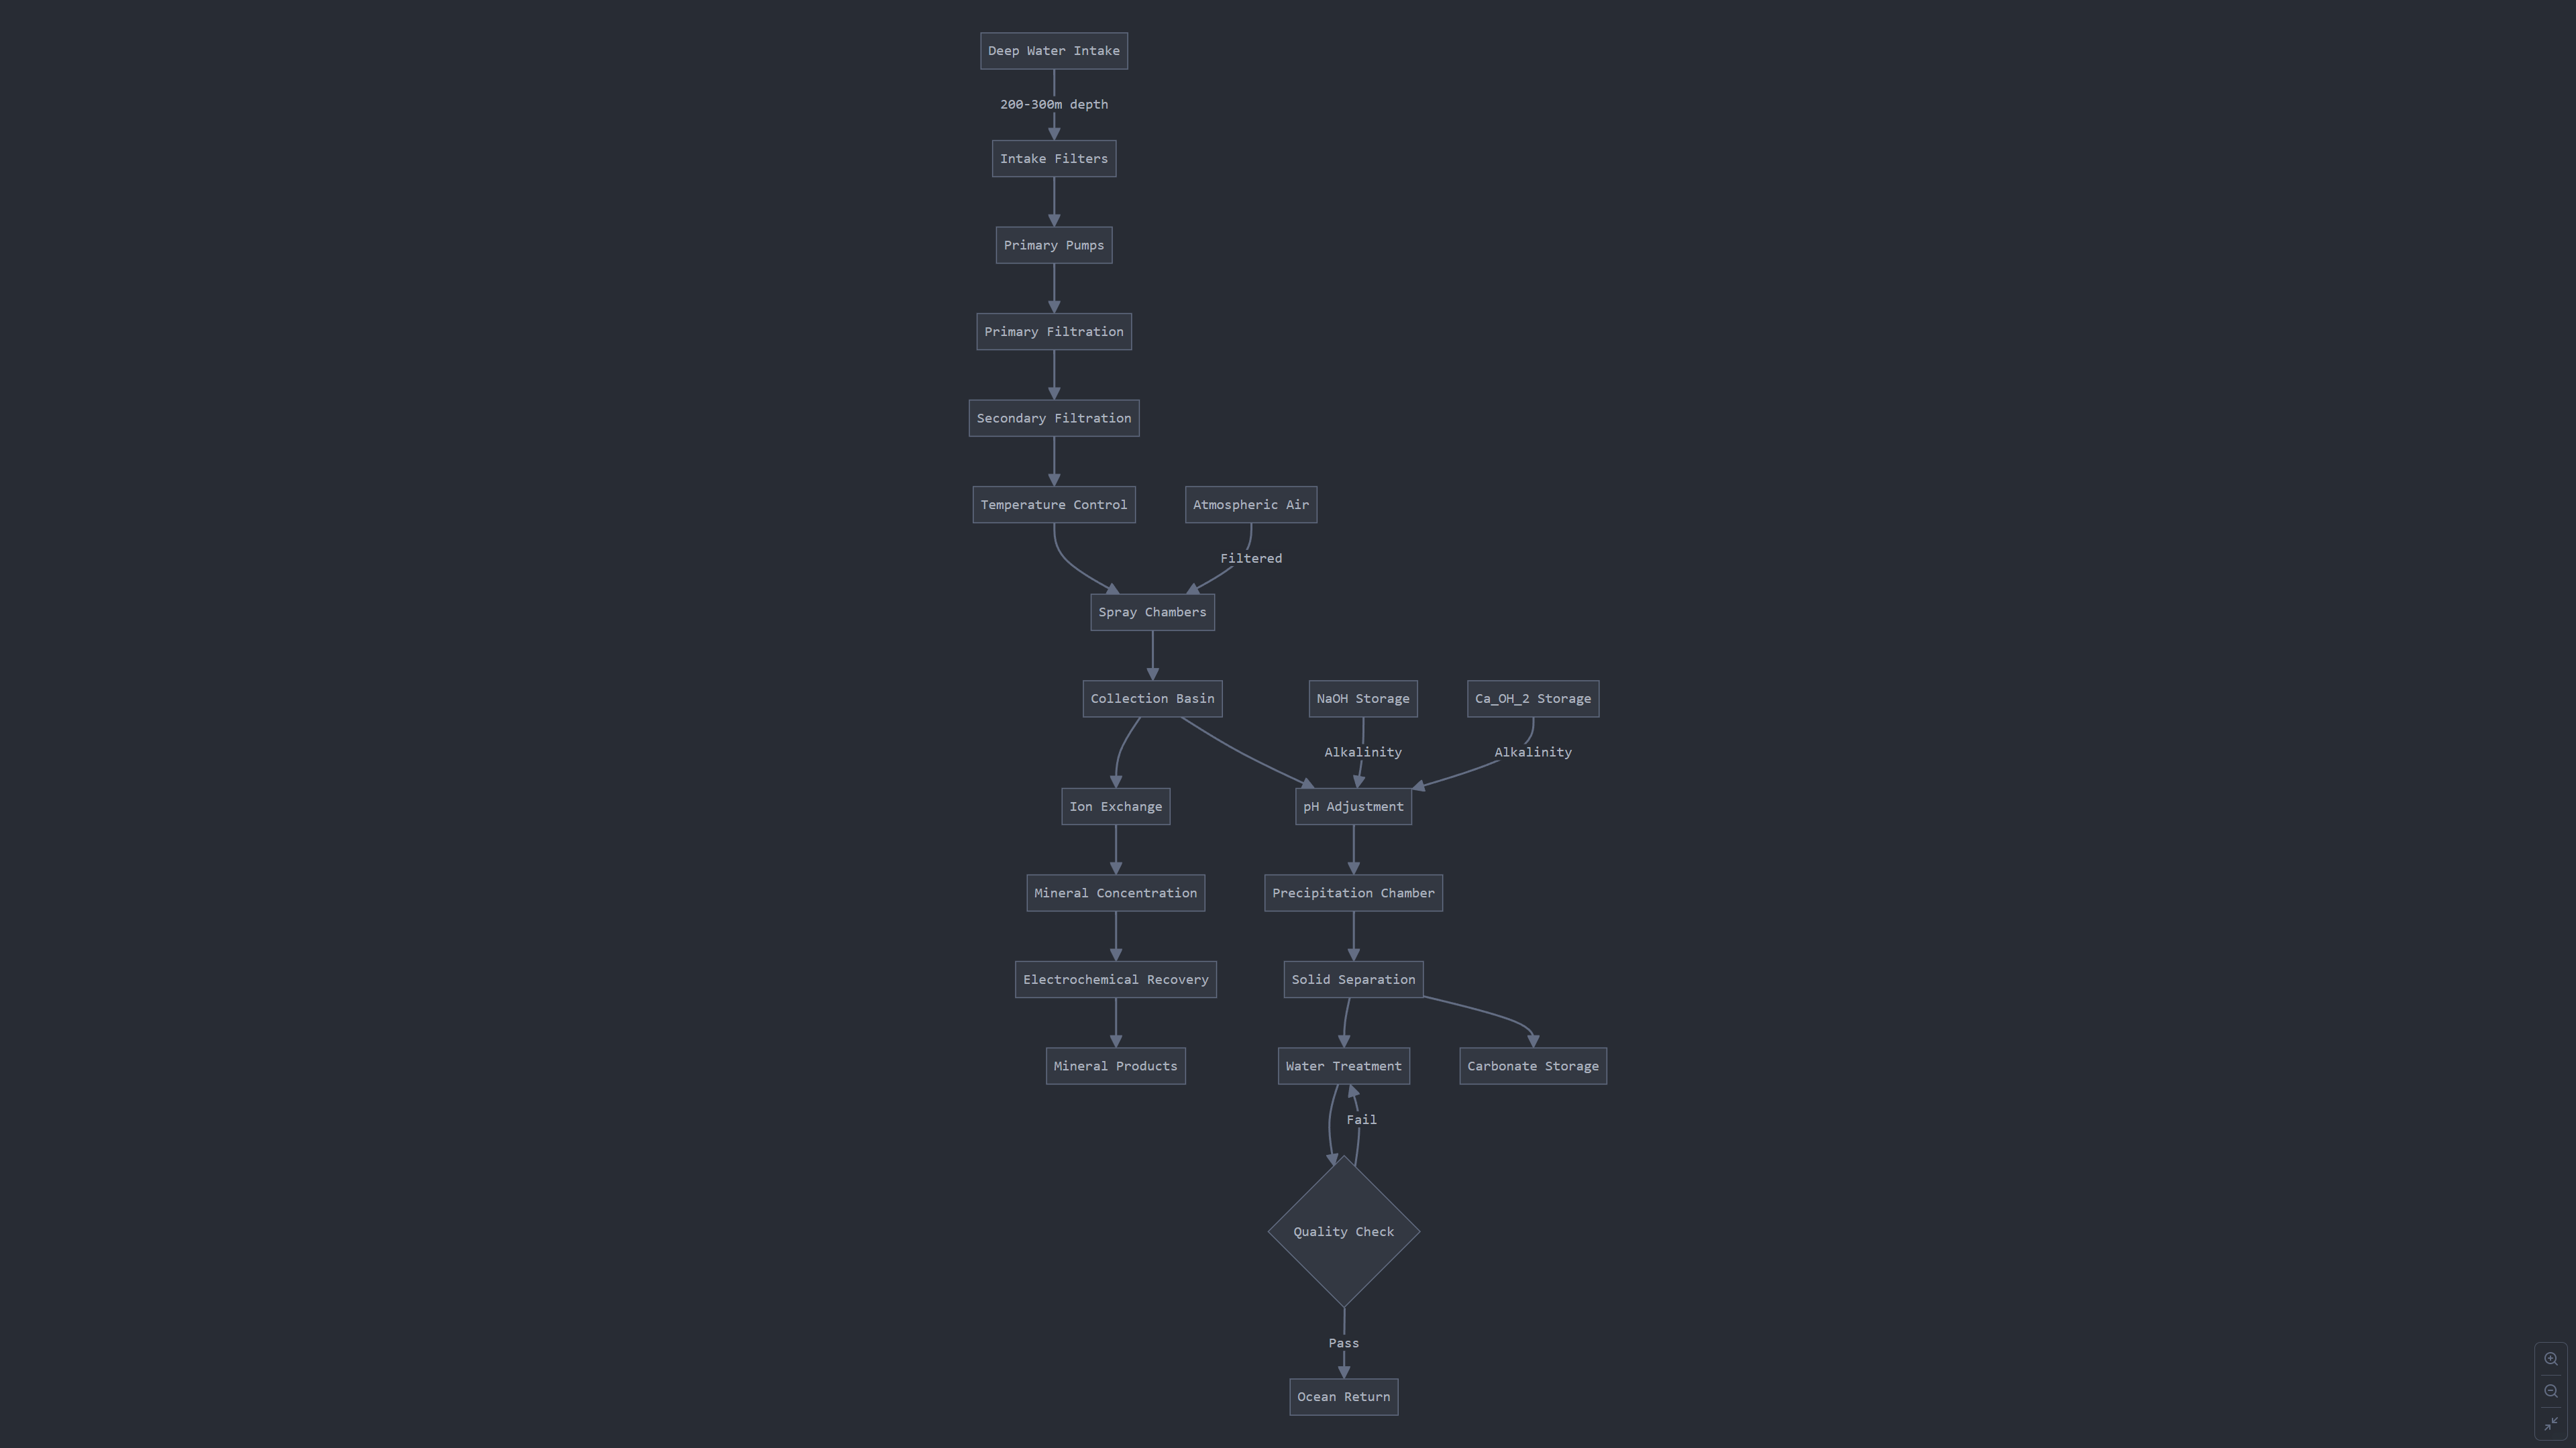 Deep Water Intake
200-300m depth
Intake Filters
Primary Pumps
Primary Filtration
Secondary Filtration
Temperature Control
Atmospheric Air
Filtered
Spray Chambers
Collection Basin
NaOH Storage
Ca_OH_2 Storage
Alkalinity
Alkalinity
Ion Exchange
pH Adjustment
Mineral Concentration
Precipitation Chamber
Electrochemical Recovery
Solid Separation
Mineral Products
Water Treatment
Carbonate Storage
Fail
Quality Check
Pass
Ocean Return